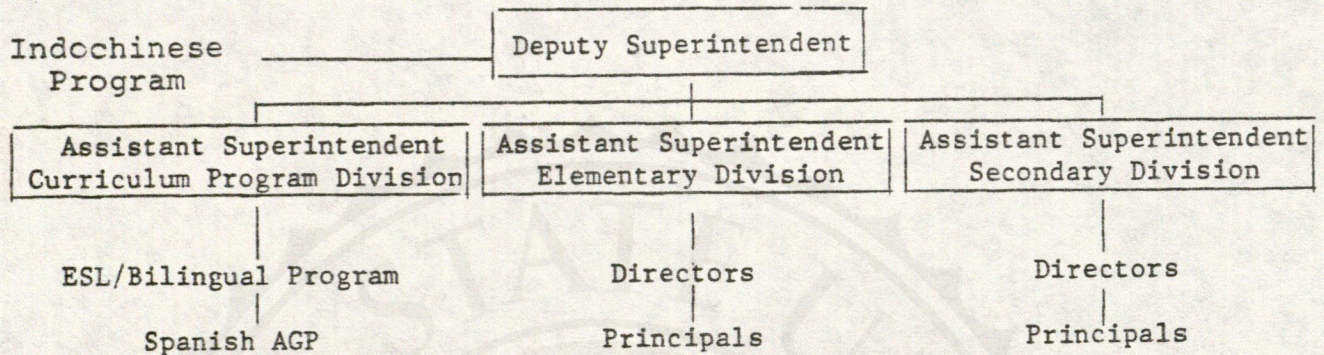 Indochinese
Program
Deputy Superintendent
Assistant Superintendent
Curriculum Program Division
Assistant Superintendent
Elementary Division
Assistant Superintendent
Secondary Division
ESL/Bilingual Program
Directors
Directors
Spanish AGP
Principals
Principals
STATE U